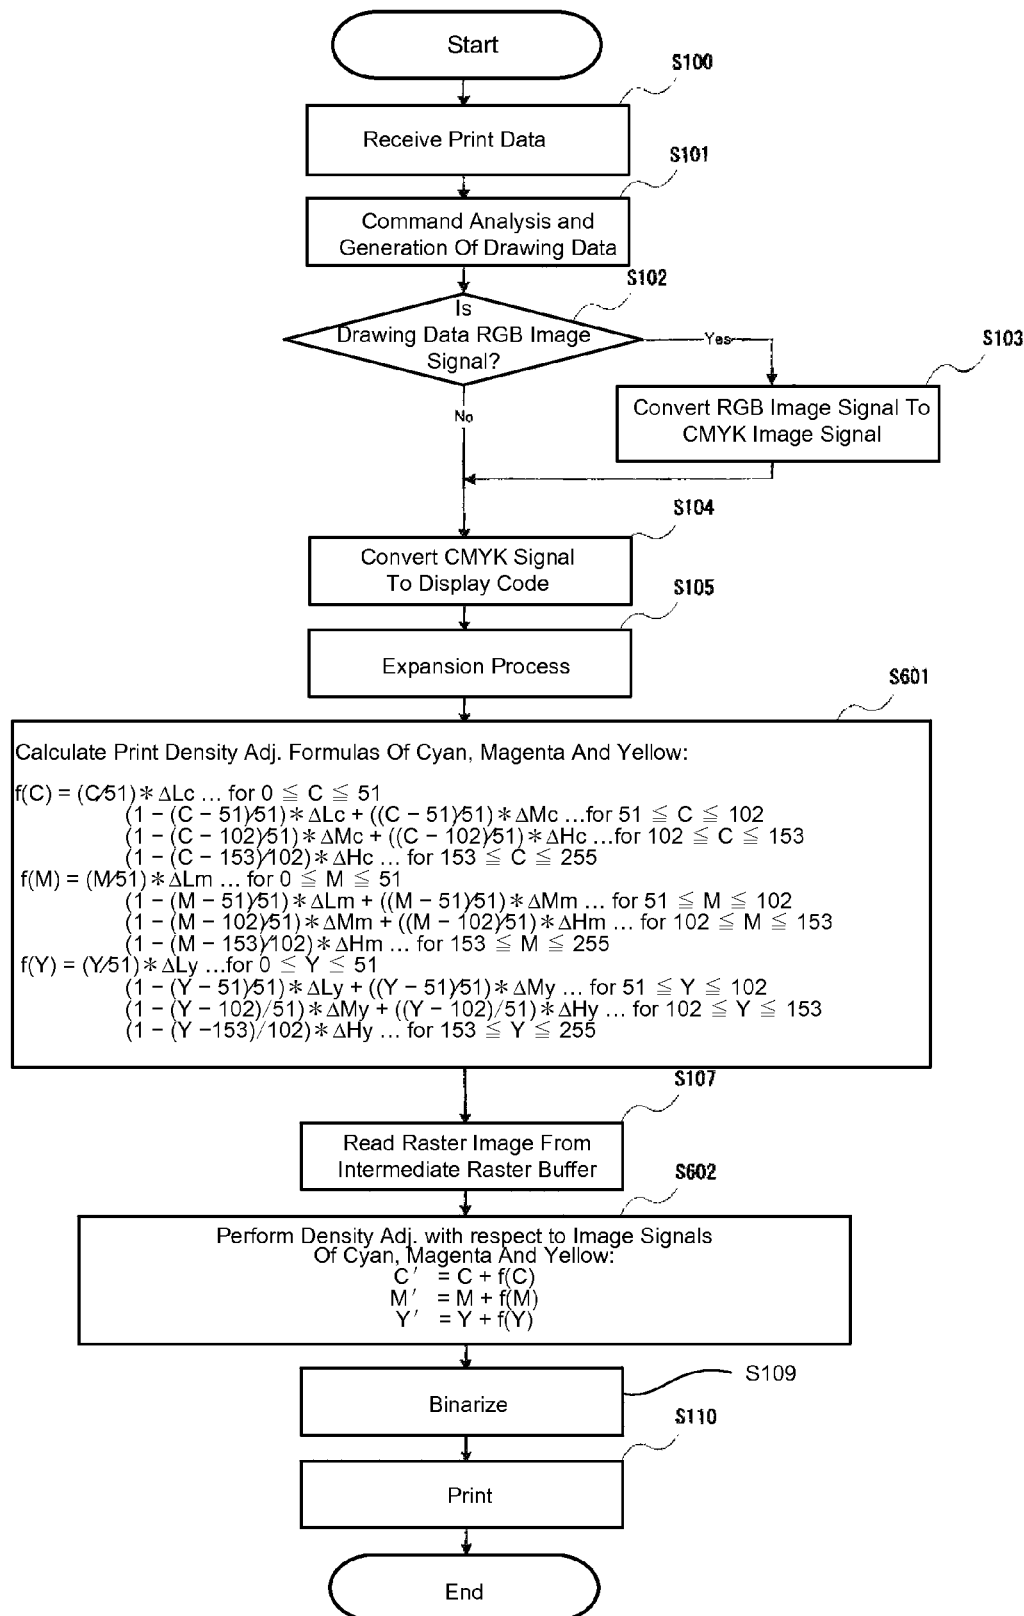 Start
S100
Receive Print Data
S101
Command Analysis and
Generation Of Drawing Data
S102
Is
Drawing Data RGB Image
Signal?
Yes
S103
Convert RGB Image Signal To
CMYK Image Signal
No
S104
Convert CMYK Signal
To Display Code
S105
Expansion Process
S601
Calculate Print Density Adj. Formulas Of Cyan, Magenta And Yellow:
f(C) = (C/51)*ΔLc ... for 0 ≦ C ≦ 51
(1 − (C − 51)/51)*ΔLc + ((C − 51)/51)*ΔMc ...for 51 ≦ C ≦ 102
(1 − (C − 102)/51)*ΔMc + ((C − 102)/51)*ΔHc ...for 102 ≦ C ≦ 153
(1 − (C − 153)/102)*ΔHc ... for 153 ≦ C ≦ 255
f(M) = (M/51)*ΔLm ... for 0 ≦ M ≦ 51
(1 − (M − 51)/51)*ΔLm + ((M − 51)/51)*ΔMm ... for 51 ≦ M ≦ 102
(1 − (M − 102)/51)*ΔMm + ((M − 102)/51)*ΔHm ... for 102 ≦ M ≦ 153
(1 − (M − 153)/102)*ΔHm ... for 153 ≦ M ≦ 255
f(Y) = (Y/51)*ΔLy ...for 0 ≦ Y ≦ 51
(1 − (Y − 51)/51)*ΔLy + ((Y − 51)/51)*ΔMy ... for 51 ≦ Y ≦ 102
(1 − (Y − 102)/51)*ΔMy + ((Y − 102)/51)*ΔHy ... for 102 ≦ Y ≦ 153
(1 − (Y −153)/102)*ΔHy ... for 153 ≦ Y ≦ 255
S107
Read Raster Image From
Intermediate Raster Buffer
S602
Perform Density Adj. with respect to Image Signals
Of Cyan, Magenta And Yellow:
C′ = C + f(C)
M′ = M + f(M)
Y′ = Y + f(Y)
S109
Binarize
S110
Print
End